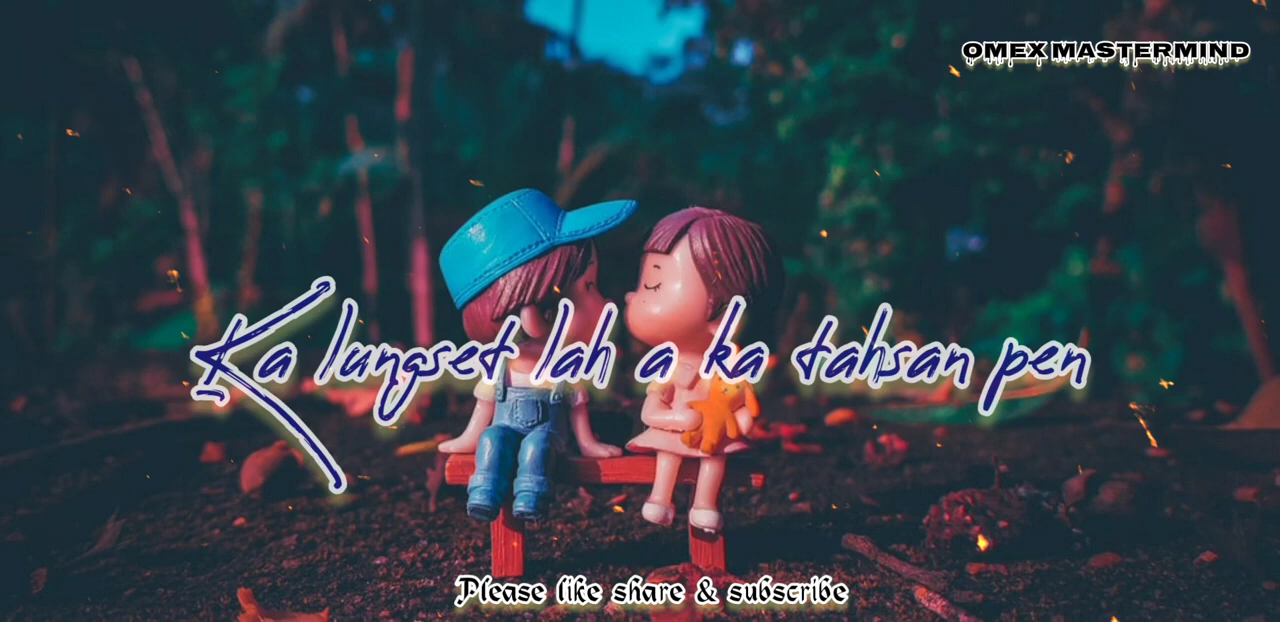 OMEX MASTERMIND
Ka lungset lah a ka tahsan pen
Please like share & subscribe